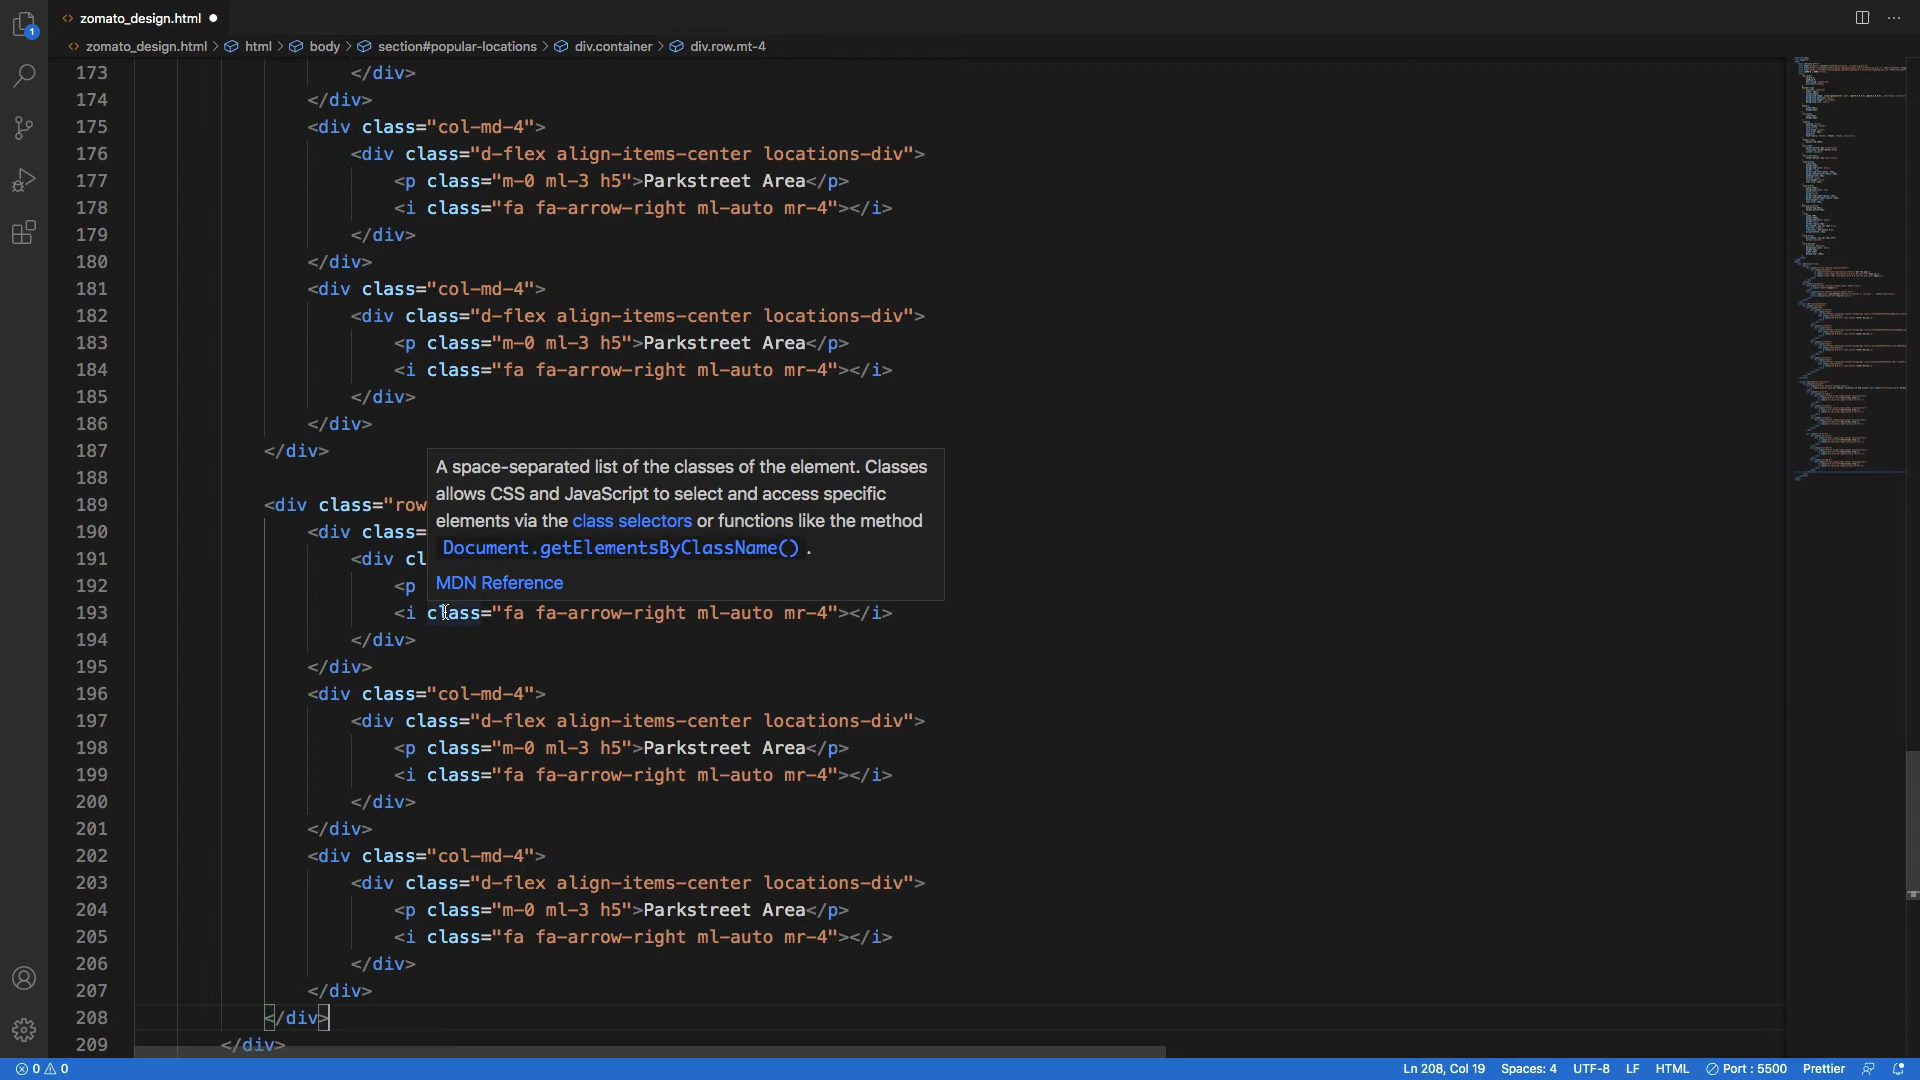 zomato_design.html
zomato_design.html > html > body > section#popular-locations > div.container > div.row.mt-4
173 </div>
174 </div>
175 <div class="col-md-4">
176 <div class="d-flex align-items-center locations-div">
177 <p class="m-0 ml-3 h5">Parkstreet Area</p>
178 <i class="fa fa-arrow-right ml-auto mr-4"></i>
179 </div>
180 </div>
181 <div class="col-md-4">
182 <div class="d-flex align-items-center locations-div">
183 <p class="m-0 ml-3 h5">Parkstreet Area</p>
184 <i class="fa fa-arrow-right ml-auto mr-4"></i>
185 </div>
186 </div>
187 </div>
188
189 <div class="row
190 <div class=
191 <div cl
192 <p
A space-separated list of the classes of the element. Classes
allows CSS and JavaScript to select and access specific
elements via the class selectors or functions like the method
Document.getElementsByClassName() .
MDN Reference
193 <i class="fa fa-arrow-right ml-auto mr-4"></i>
194 </div>
195 </div>
196 <div class="col-md-4">
197 <div class="d-flex align-items-center locations-div">
198 <p class="m-0 ml-3 h5">Parkstreet Area</p>
199 <i class="fa fa-arrow-right ml-auto mr-4"></i>
200 </div>
201 </div>
202 <div class="col-md-4">
203 <div class="d-flex align-items-center locations-div">
204 <p class="m-0 ml-3 h5">Parkstreet Area</p>
205 <i class="fa fa-arrow-right ml-auto mr-4"></i>
206 </div>
207 </div>
208 </div>
209 </div>
1
0 0 Ln 208, Col 19 Spaces: 4 UTF-8 LF HTML Port : 5500 Prettier